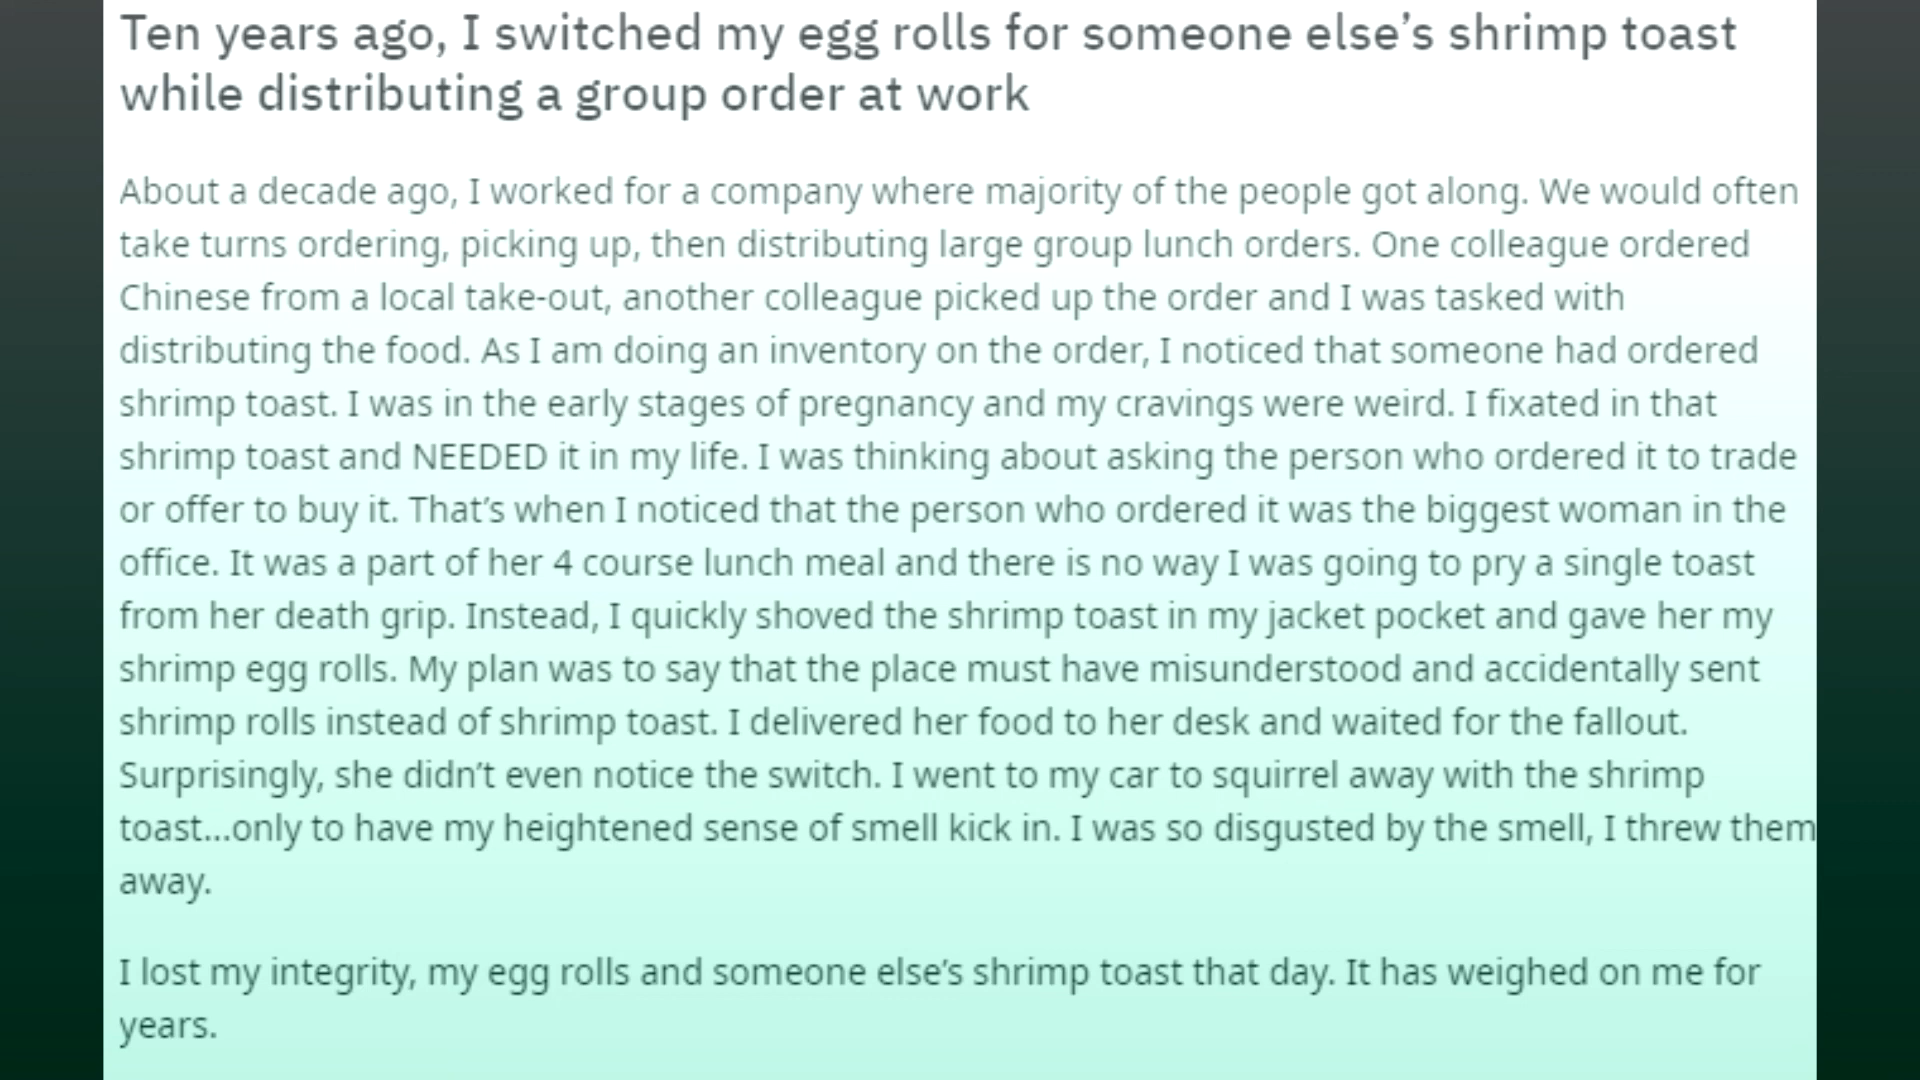 Ten years ago, I switched my egg rolls for someone else’s shrimp toast
while distributing a group order at work
About a decade ago, I worked for a company where majority of the people got along. We would often
take turns ordering, picking up, then distributing large group lunch orders. One colleague ordered
Chinese from a local take-out, another colleague picked up the order and I was tasked with
distributing the food. As I am doing an inventory on the order, I noticed that someone had ordered
shrimp toast. I was in the early stages of pregnancy and my cravings were weird. I fixated in that
shrimp toast and NEEDED it in my life. I was thinking about asking the person who ordered it to trade
or offer to buy it. That’s when I noticed that the person who ordered it was the biggest woman in the
office. It was a part of her 4 course lunch meal and there is no way I was going to pry a single toast
from her death grip. Instead, I quickly shoved the shrimp toast in my jacket pocket and gave her my
shrimp egg rolls. My plan was to say that the place must have misunderstood and accidentally sent
shrimp rolls instead of shrimp toast. I delivered her food to her desk and waited for the fallout.
Surprisingly, she didn’t even notice the switch. I went to my car to squirrel away with the shrimp
toast...only to have my heightened sense of smell kick in. I was so disgusted by the smell, I threw them
away.
I lost my integrity, my egg rolls and someone else’s shrimp toast that day. It has weighed on me for
years.